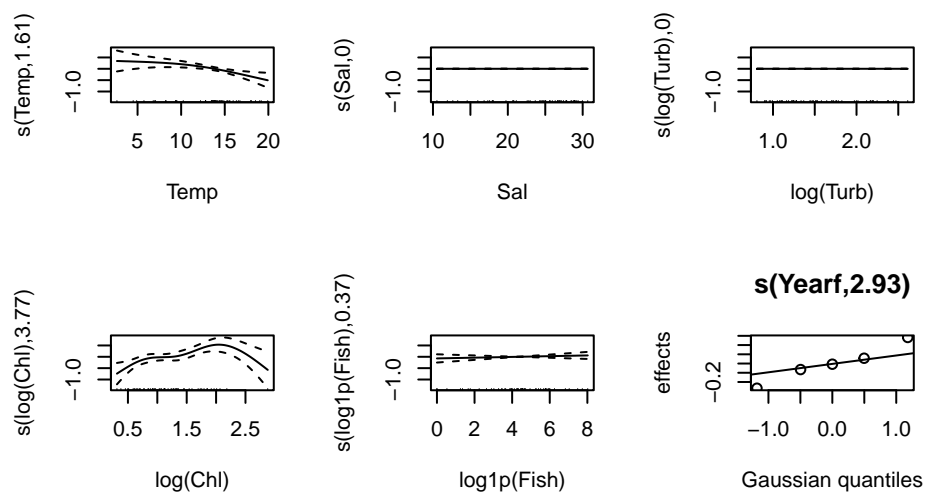 s(Temp,1.61)
−1.0
5 10 15 20
Temp
s(Sal,0)
−1.0
10 20 30
Sal
s(log(Turb),0)
−1.0
1.0 2.0
log(Turb)
s(log(Chl),3.77)
−1.0
0.5 1.5 2.5
log(Chl)
s(log1p(Fish),0.37)
−1.0
0 2 4 6 8
log1p(Fish)
s(Yearf,2.93)
effects
−0.2
−1.0 0.0 1.0
Gaussian quantiles